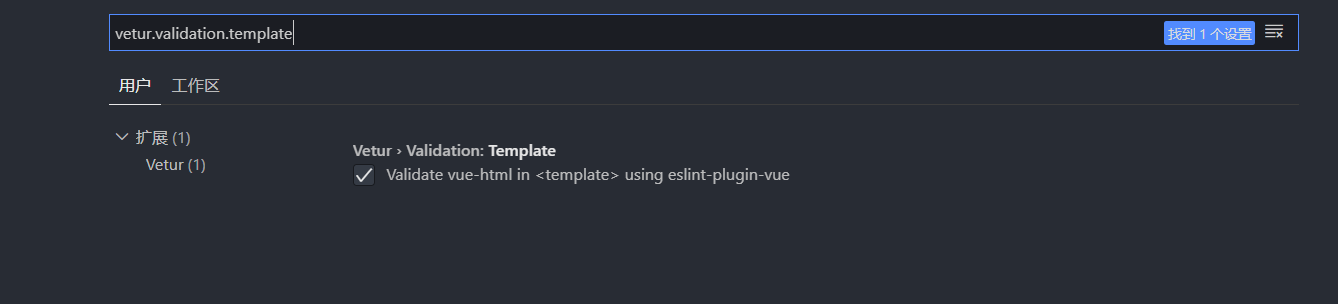 vetur.validation.template
找到 1 个设置
用户 工作区
扩展 (1)
Vetur (1)
Vetur › Validation: Template
Validate vue-html in <template> using eslint-plugin-vue